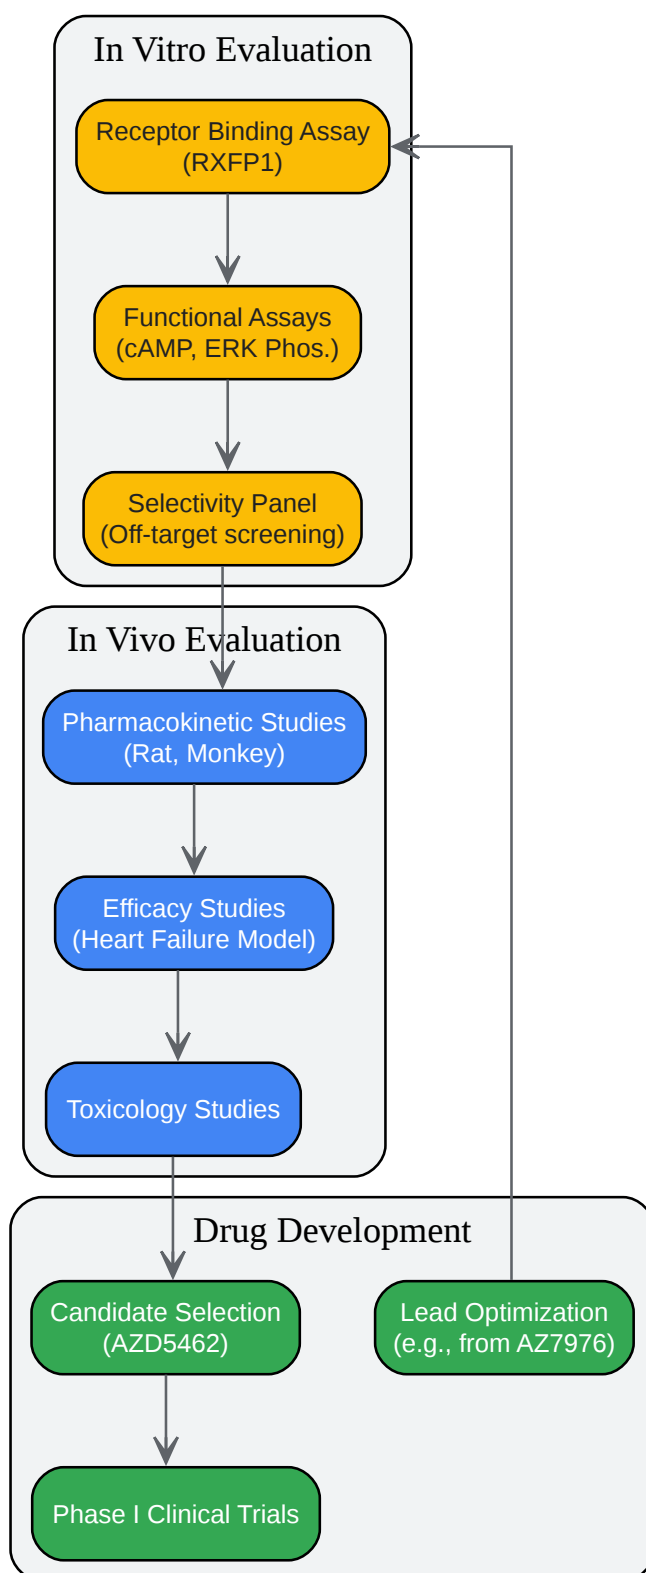 In Vitro Evaluation
Receptor Binding Assay
(RXFP1)
Functional Assays
(cAMP, ERK Phos.)
Selectivity Panel
(Off-target screening)
In Vivo Evaluation
Pharmacokinetic Studies
(Rat, Monkey)
Efficacy Studies
(Heart Failure Model)
Toxicology Studies
Drug Development
Candidate Selection
(AZD5462)
Lead Optimization
(e.g., from AZ7976)
Phase I Clinical Trials